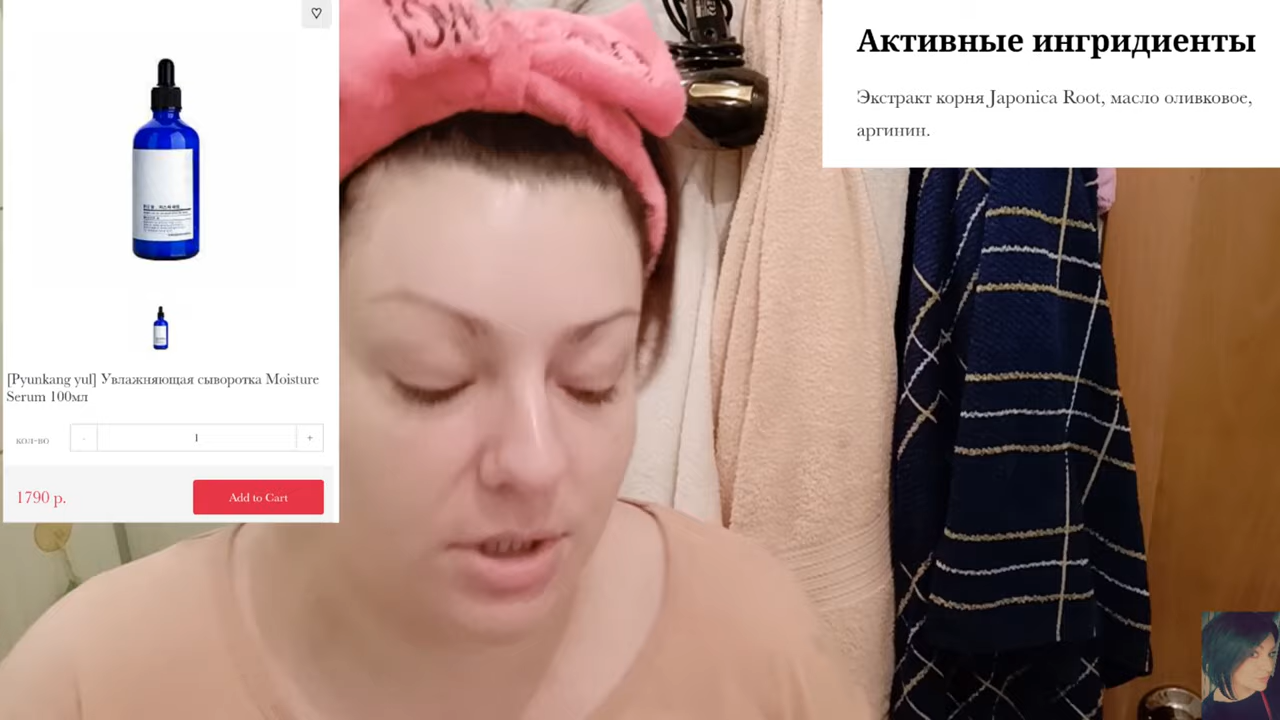 [Pyunkang yul] Увлажняющая сыворотка Moisture
Serum 100мл
кол-во
-
1
+
1790 р.
Add to Cart
Активные ингридиенты
Экстракт корня Japonica Root, масло оливковое,
аргинин.